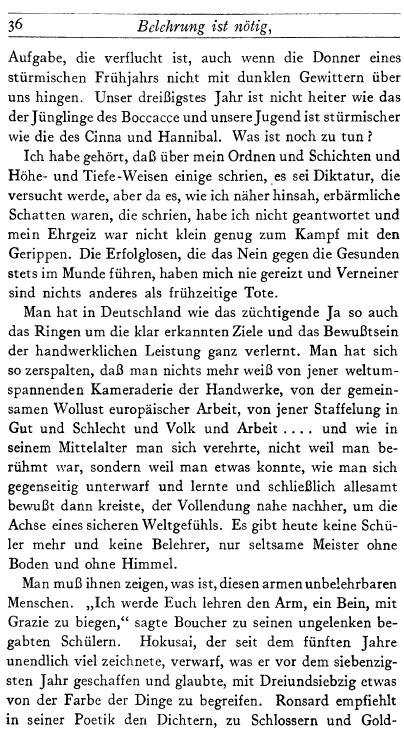 36 Belehrung ist nötig,
Aufgabe, die verflucht ist, auch wenn die Donner eines
stürmischen Frühjahrs nicht mit dunklen Gewittern über
uns hingen. Unser dreißigstes Jahr ist nicht heiter wie das
der Jünglinge des Boccacce und unsere Jugend ist stürmischer
wie die des Cinna und Hannibal. Was ist noch zu tun?
Ich habe gehört, daß über mein Ordnen und Schichten und
Höhe- und Tiefe-Weisen einige schrien, es sei Diktatur, die
versucht werde, aber da es, wie ich näher hinsah, erbärmliche
Schatten waren, die schrien, habe ich nicht geantwortet und
mein Ehrgeiz war nicht klein genug zum Kampf mit den
Gerippen. Die Erfolglosen, die das Nein gegen die Gesunden
stets im Munde führen, haben mich nie gereizt und Verneiner
sind nichts anderes als frühzeitige Tote.
Man hat in Deutschland wie das züchtigende Ja so auch
das Ringen um die klar erkannten Ziele und das Bewußtsein
der handwerklichen Leistung ganz verlernt. Man hat sich
so zerspalten, daß man nichts mehr weiß von jener weltum-
spannenden Kameraderie der Handwerke, von der gemein-
samen Wollust europäischer Arbeit, von jener Staffelung in
Gut und Schlecht und Volk und Arbeit .... und wie in
seinem Mittelalter man sich verehrte, nicht weil man be-
rühmt war, sondern weil man etwas konnte, wie man sich
gegenseitig unterwarf und lernte und schließlich allesamt
bewußt dann kreiste, der Vollendung nahe nachher, um die
Achse eines sicheren Weltgefühls. Es gibt heute keine Schü-
ler mehr und keine Belehrer, nur seltsame Meister ohne
Boden und ohne Himmel.
Man muß ihnen zeigen, was ist, diesen armen unbelehrbaren
Menschen. „Ich werde Euch lehren den Arm, ein Bein, mit
Grazie zu biegen,“ sagte Boucher zu seinen ungelenken be-
gabten Schülern. Hokusai, der seit dem fünften Jahre
unendlich viel zeichnete, verwarf, was er vor dem siebenzig-
sten Jahr geschaffen und glaubte, mit Dreiundsiebzig etwas
von der Farbe der Dinge zu begreifen. Ronsard empfiehlt
in seiner Poetik den Dichtern, zu Schlossern und Gold-